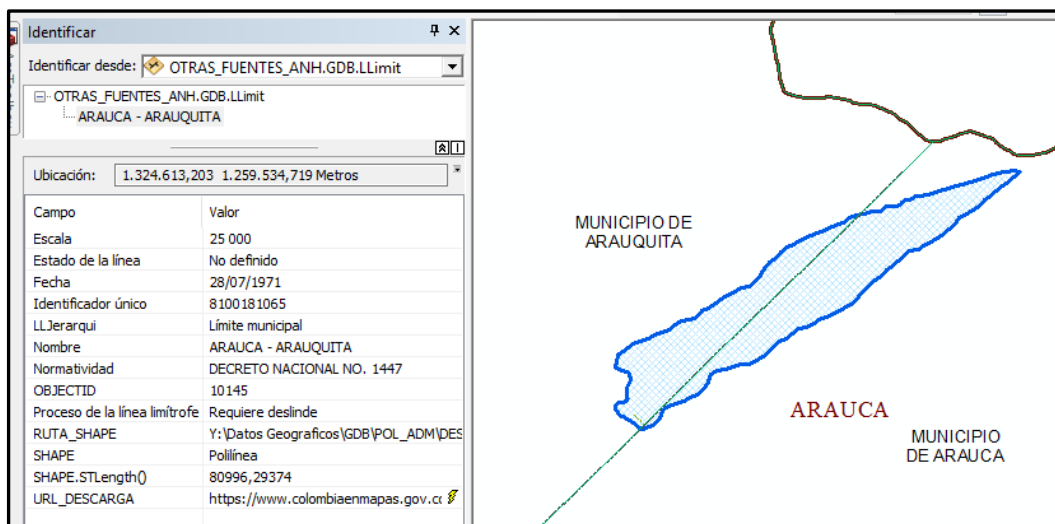 Identificar
Identificar desde: OTRAS_FUENTES_ANH.GDB.LLimit
OTRAS_FUENTES_ANH.GDB.LLimit
ARAUCA - ARAUQUITA
Ubicación: 1.324.613,203 1.259.534,719 Metros
Campo Valor
Escala 25 000
Estado de la línea No definido
Fecha 28/07/1971
Identificador único 8100181065
LLJerarqui Límite municipal
Nombre ARAUCA - ARAUQUITA
Normatividad DECRETO NACIONAL NO. 1447
OBJECTID 10145
Proceso de la línea limítrofe Requiere deslinde
RUTA_SHAPE Y:\Datos Geograficos\GDB\POL_ADM\DES
SHAPE Polilínea
SHAPE.STLength() 80996,29374
URL_DESCARGA https://www.colombiaenmapas.gov.cc
MUNICIPIO DE
ARAUQUITA
ARAUCA
MUNICIPIO
DE ARAUCA